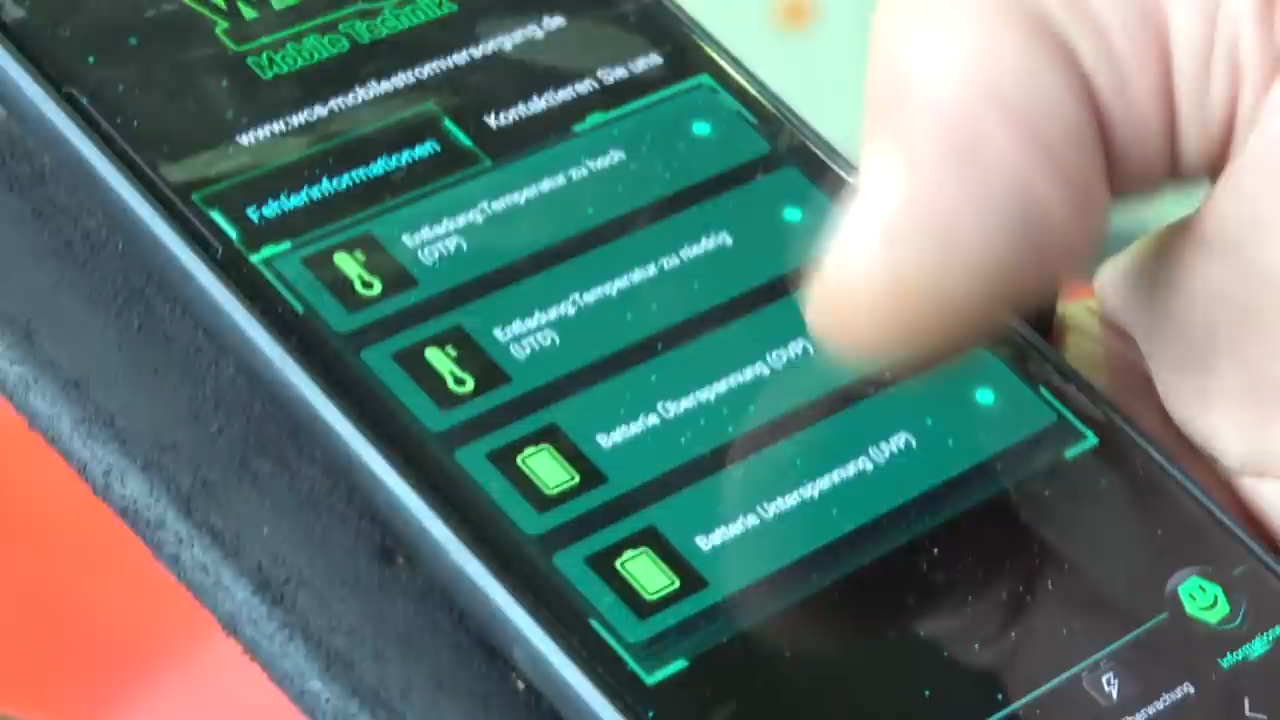 Mobile Technik
www.wcs-mobilestromversorgung.de
Kontaktieren Sie uns
Fehlerinformationen
Entladung:Temperatur zu hoch
(OTP)
Entladung:Temperatur zu niedrig
(UTP)
Batterie Überspannung (OVP)
Batterie Unterspannung (UVP)
Informationen